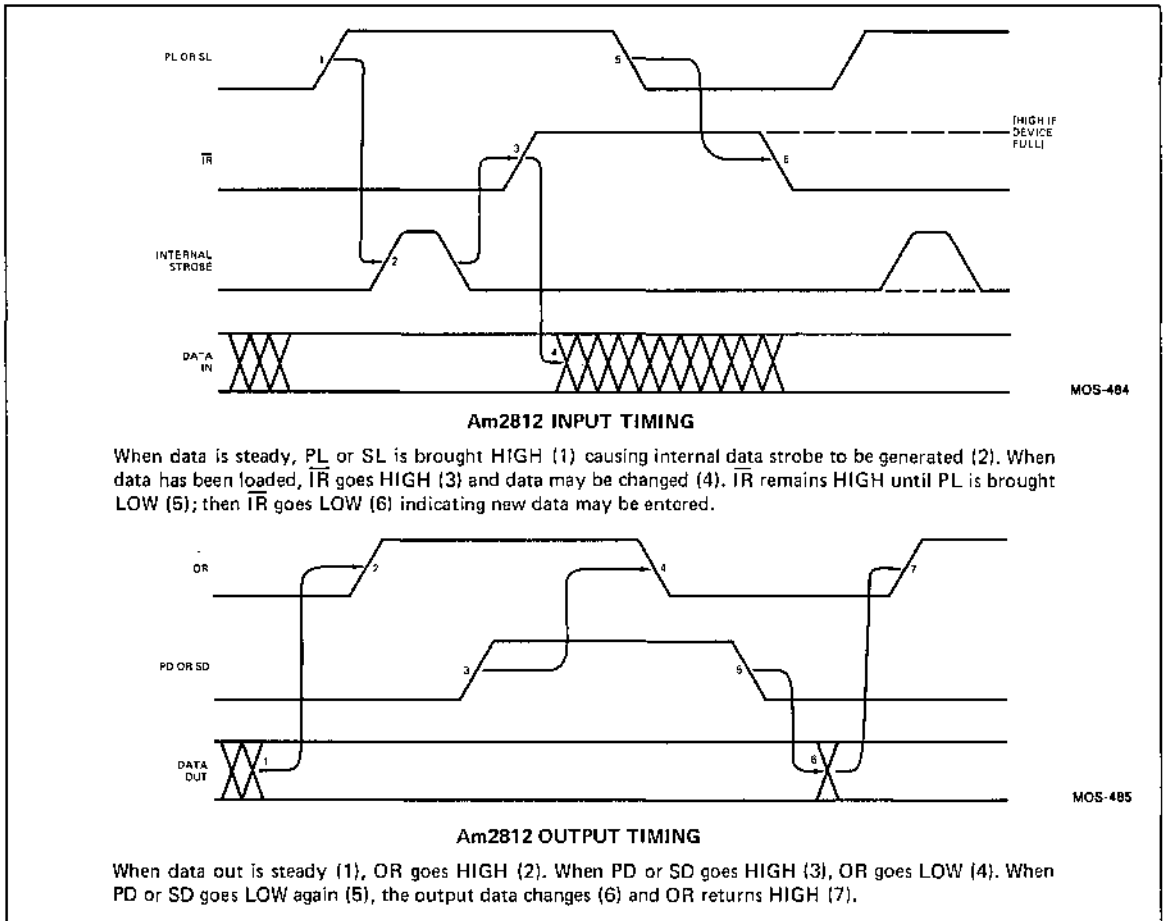 PL OR SL
1
5
[HIGH IF
DEVICE
FULL]
3
IR
6
INTERNAL
STROBE
2
DATA
IN
4
MOS-484
Am2812 INPUT TIMING
When data is steady, PL or SL is brought HIGH (1) causing internal data strobe to be generated (2). When
data has been loaded, IR goes HIGH (3) and data may be changed (4). IR remains HIGH until PL is brought
LOW (5); then IR goes LOW (6) indicating new data may be entered.
OR
2
4
7
PD OR SD
3
5
DATA
OUT
1
6
MOS-485
Am2812 OUTPUT TIMING
When data out is steady (1), OR goes HIGH (2). When PD or SD goes HIGH (3), OR goes LOW (4). When
PD or SD goes LOW again (5), the output data changes (6) and OR returns HIGH (7).